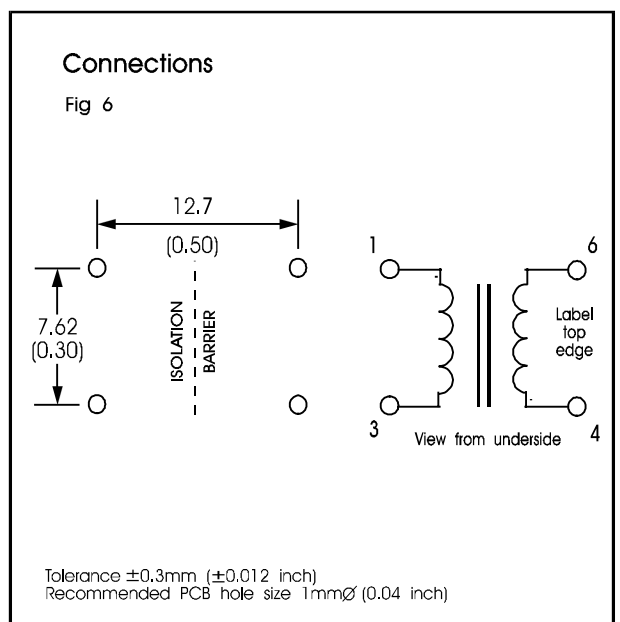 Connections
Fig 6
12.7
(0.50)
7.62
(0.30)
ISOLATION
BARRIER
1
6
3
4
Label
top
edge
View from underside
Tolerance ±0.3mm (±0.012 inch)
Recommended PCB hole size 1mmØ (0.04 inch)